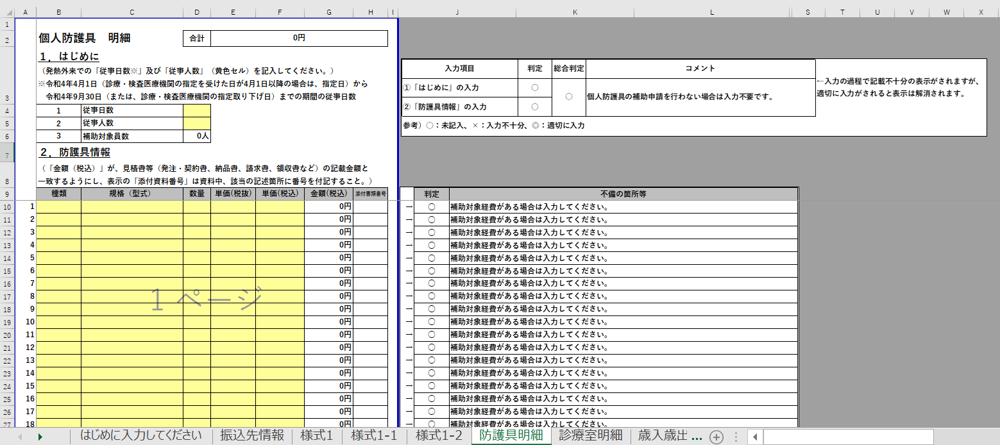 A B C D E F G H I J K L S T U V W X
1
2 個人防護具　明細 合計 0円
１．はじめに
（発熱外来での「従事日数※」及び「従事人数」（黄色セル）を記入してください。）
※令和4年4月1日（診療・検査医療機関の指定を受けた日が4月1日以降の場合は、指定日）から
3 令和4年9月30日（または、診療・検査医療機関の指定取り下げ日）までの期間の従事日数
4 1 従事日数
5 2 従事人数
6 3 補助対象員数 0人
7 ２．防護具情報
（「金額（税込）」が、見積書等（発注・契約書、納品書、請求書、領収書など）の記載金額と
8 一致するようにし、表示の「添付資料番号」は資料中、該当の記述箇所に番号を付記すること。）
入力項目 判定 総合判定 コメント
①「はじめに」の入力 〇
〇 個人防護具の補助申請を行わない場合は入力不要です。
②「防護具情報」の入力 〇
←入力の過程で記載不十分の表示がされますが、
適切に入力がされると表示は解消されます。
参考）〇：未記入、×：入力不十分、◎：適切に入力
9 種類 規格（型式） 数量 単価(税抜) 単価(税込) 金額(税込) 添付書類番号 判定 不備の箇所等
10 1 0円 → 〇 補助対象経費がある場合は入力してください。
11 2 0円 → 〇 補助対象経費がある場合は入力してください。
12 3 0円 → 〇 補助対象経費がある場合は入力してください。
13 4 0円 → 〇 補助対象経費がある場合は入力してください。
14 5 0円 → 〇 補助対象経費がある場合は入力してください。
15 6 0円 → 〇 補助対象経費がある場合は入力してください。
16 7 0円 → 〇 補助対象経費がある場合は入力してください。
17 8 0円 → 〇 補助対象経費がある場合は入力してください。
1 ページ
18 9 0円 → 〇 補助対象経費がある場合は入力してください。
19 10 0円 → 〇 補助対象経費がある場合は入力してください。
20 11 0円 → 〇 補助対象経費がある場合は入力してください。
21 12 0円 → 〇 補助対象経費がある場合は入力してください。
22 13 0円 → 〇 補助対象経費がある場合は入力してください。
23 14 0円 → 〇 補助対象経費がある場合は入力してください。
24 15 0円 → 〇 補助対象経費がある場合は入力してください。
25 16 0円 → 〇 補助対象経費がある場合は入力してください。
26 17 0円 → 〇 補助対象経費がある場合は入力してください。
27 18 0円 → 〇 補助対象経費がある場合は入力してください。
はじめに入力してください 振込先情報 様式1 様式1-1 様式1-2 防護具明細 診療室明細 歳入歳出 ...